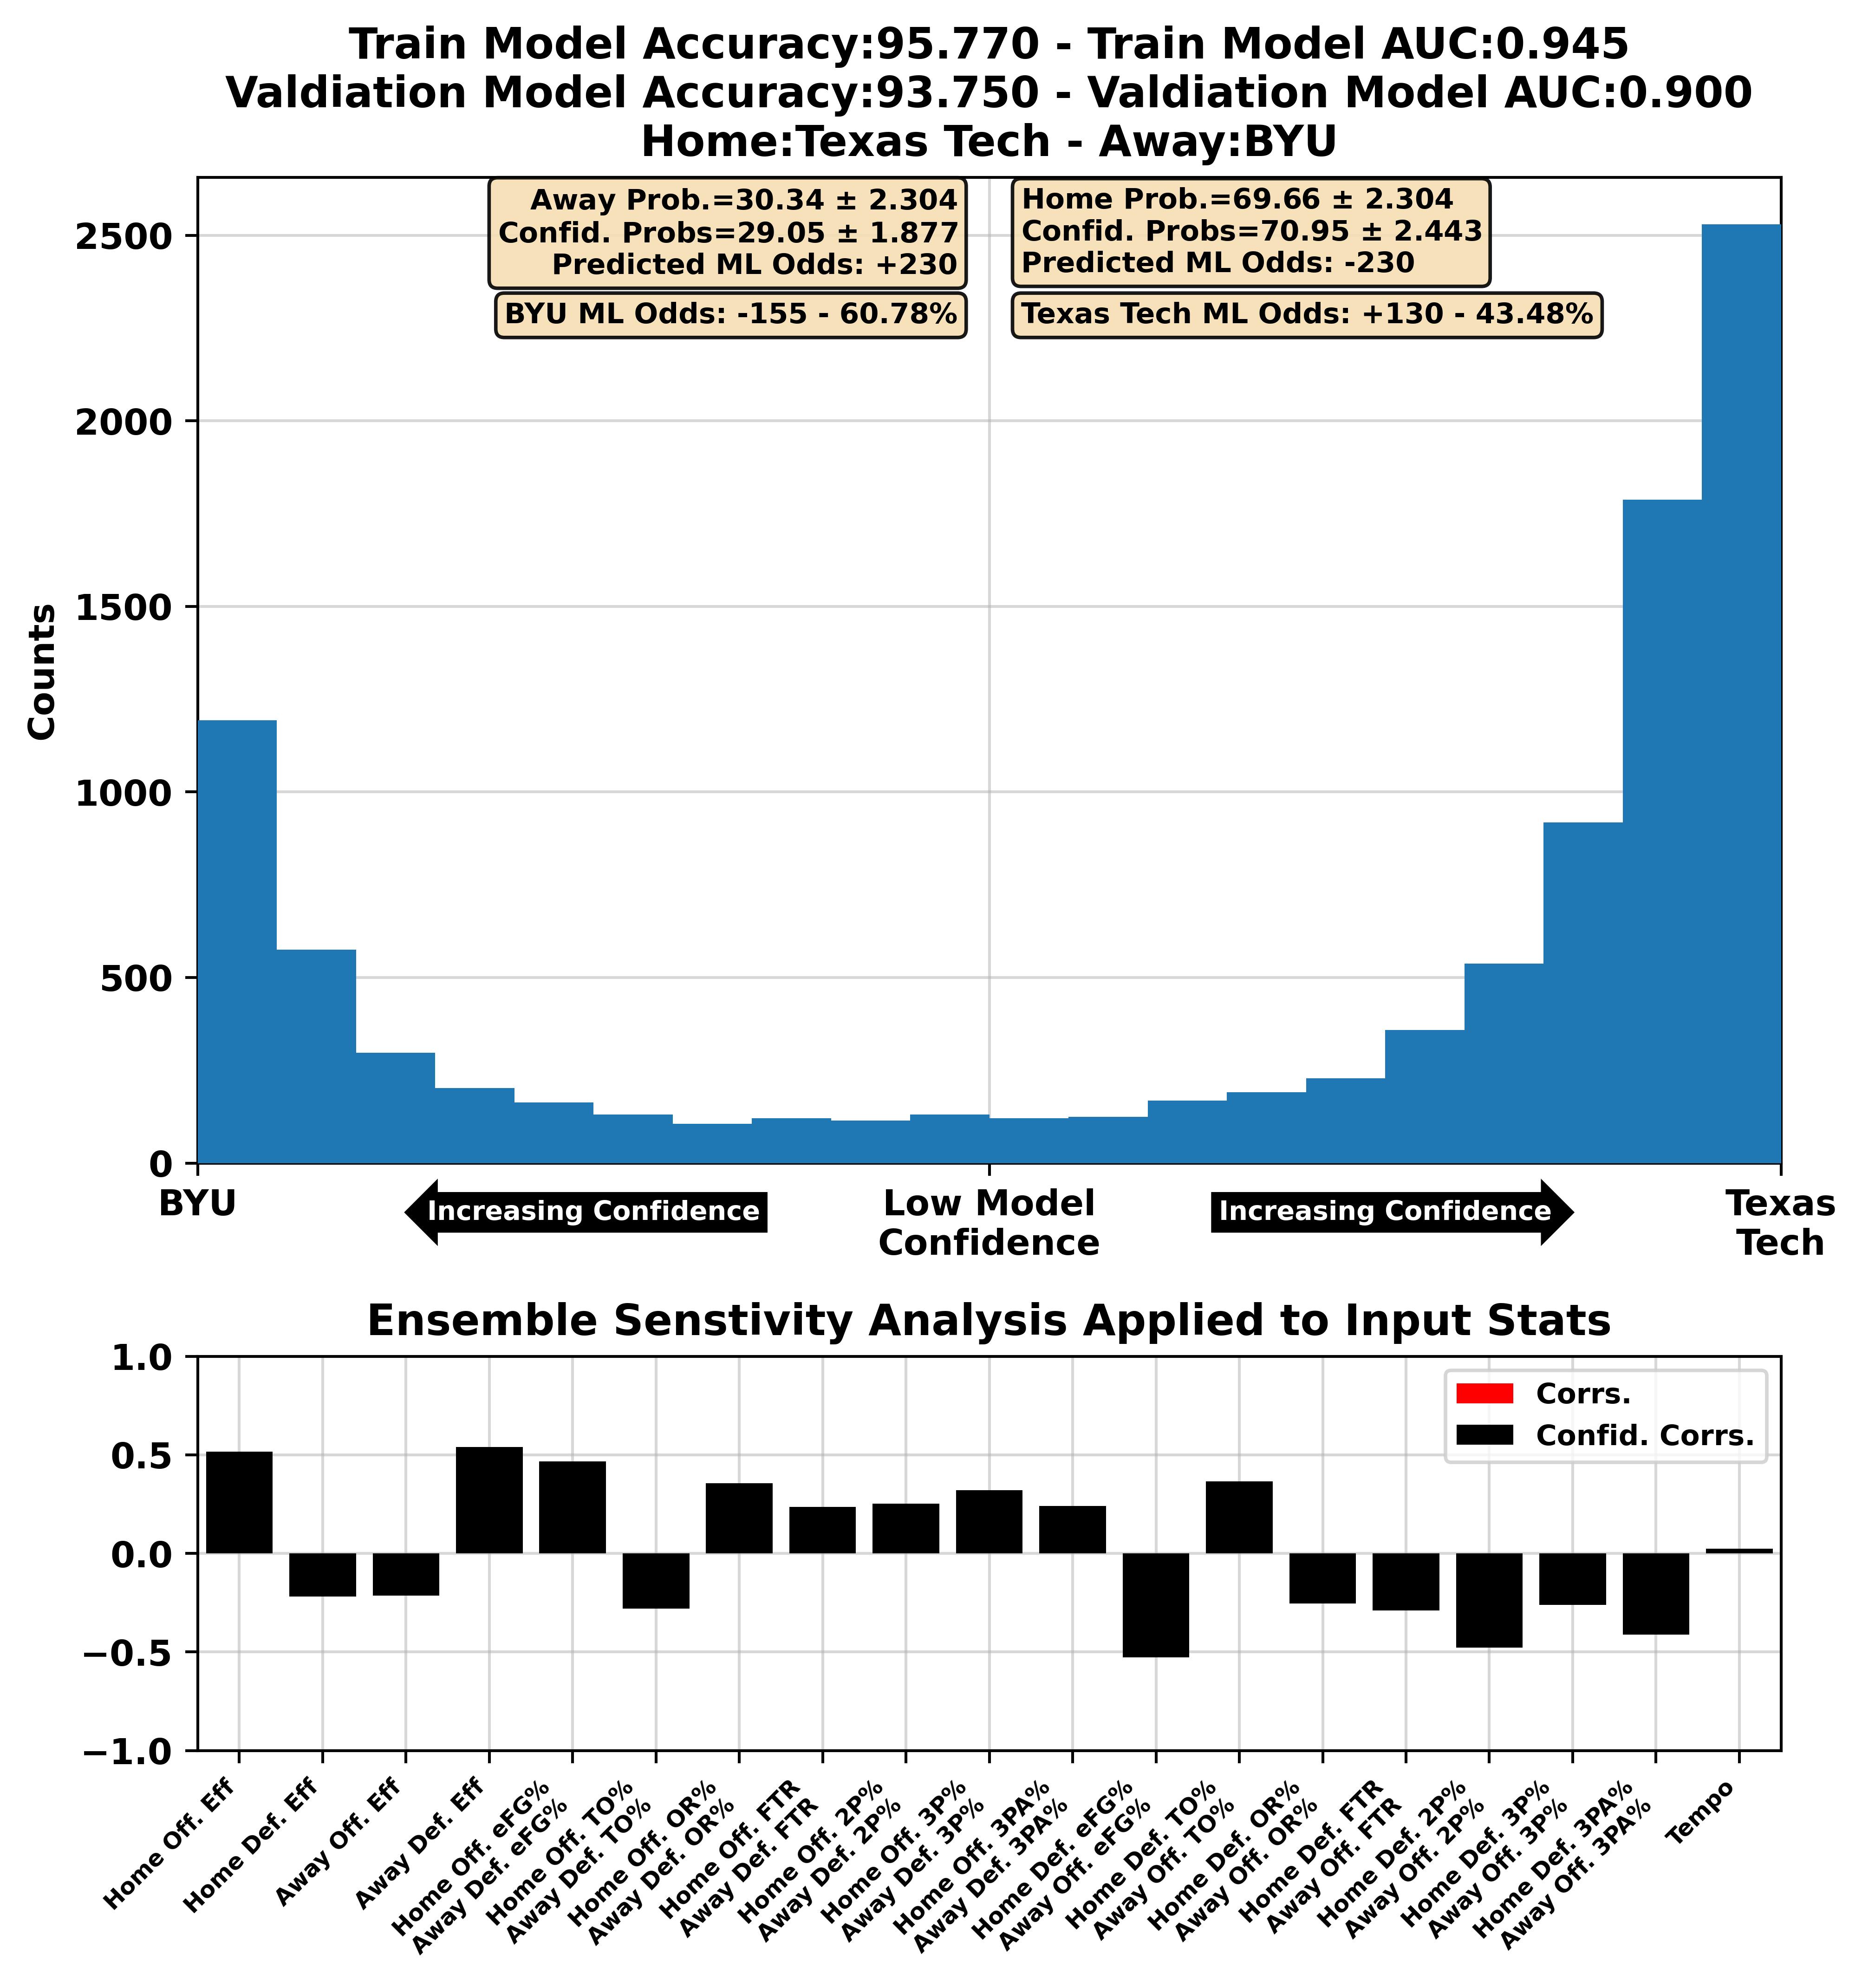 Train Model Accuracy:95.770 - Train Model AUC:0.945
Valdiation Model Accuracy:93.750 - Valdiation Model AUC:0.900
Home:Texas Tech - Away:BYU
Away Prob.=30.34 ± 2.304
Confid. Probs=29.05 ± 1.877
Predicted ML Odds: +230
BYU ML Odds: -155 - 60.78%
Home Prob.=69.66 ± 2.304
Confid. Probs=70.95 ± 2.443
Predicted ML Odds: -230
Texas Tech ML Odds: +130 - 43.48%
Counts
2500
2000
1500
1000
500
0
BYU
Increasing Confidence
Low Model
Confidence
Increasing Confidence
Texas
Tech
Ensemble Senstivity Analysis Applied to Input Stats
1.0
0.5
0.0
−0.5
−1.0
Corrs.
Confid. Corrs.
Home Off. Eff
Home Def. Eff
Away Off. Eff
Away Def. Eff
Home Off. eFG%
Away Def. eFG%
Home Off. TO%
Away Def. TO%
Home Off. OR%
Away Def. OR%
Home Off. FTR
Away Def. FTR
Home Off. 2P%
Away Def. 2P%
Home Off. 3P%
Away Def. 3P%
Home Off. 3PA%
Away Def. 3PA%
Home Def. eFG%
Away Off. eFG%
Home Def. TO%
Away Off. TO%
Home Def. OR%
Away Off. OR%
Home Def. FTR
Away Off. FTR
Home Def. 2P%
Away Off. 2P%
Home Def. 3P%
Away Off. 3P%
Home Def. 3PA%
Away Off. 3PA%
Tempo